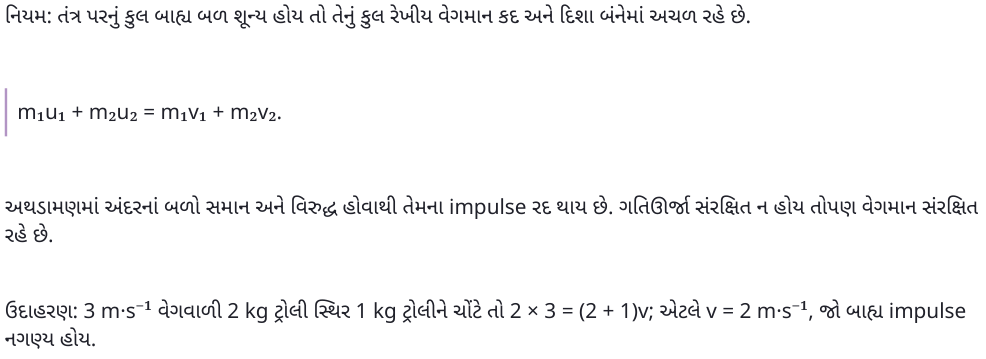 નિયમ: તંત્ર પરનું કુલ બાહ્ય બળ શૂન્ય હોય તો તેનું કુલ રેખીય વેગમાન કદ અને દિશા બંનેમાં અચળ રહે છે.
m₁u₁ + m₂u₂ = m₁v₁ + m₂v₂.
અથડામણમાં અંદરનાં બળો સમાન અને વિરુદ્ધ હોવાથી તેમના impulse રદ થાય છે. ગતિઊર્જા સંરક્ષિત ન હોય તોપણ વેગમાન સંરક્ષિત
રહે છે.
ઉદાહરણ: 3 m·s⁻¹ વેગવાળી 2 kg ટ્રોલી સ્થિર 1 kg ટ્રોલીને ચોંટે તો 2 × 3 = (2 + 1)v; એટલે v = 2 m·s⁻¹, જો બાહ્ય impulse
નગણ્ય હોય.